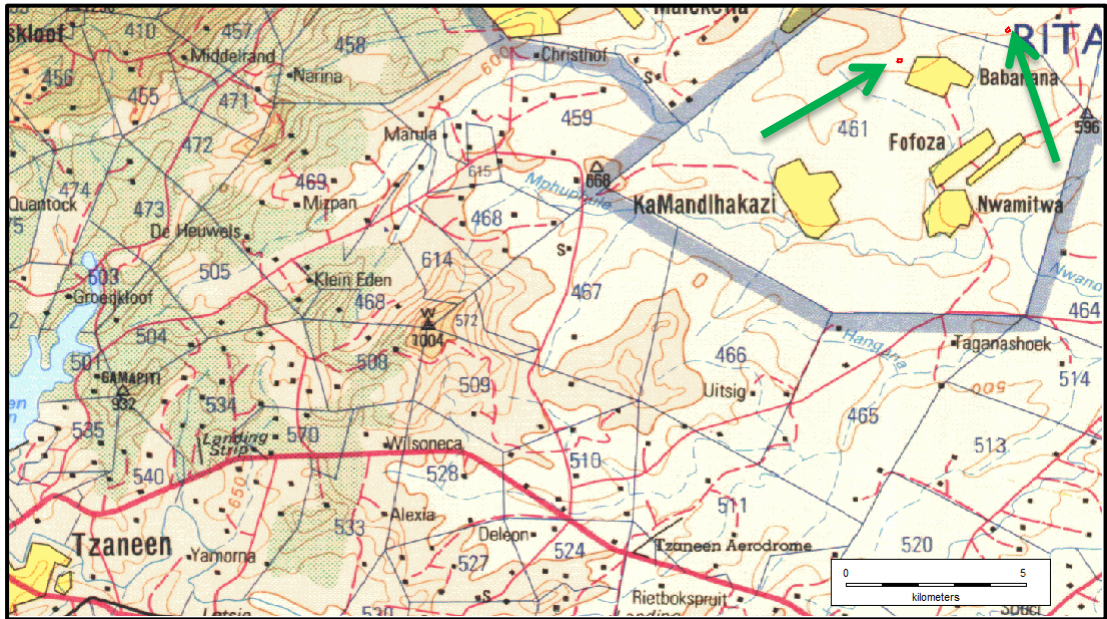 skloof
410
457
458
Middelrand
Narina
456
455
471
472
474
Quantock
473
469
Mizpan
De Heuwels
505
503
Groenkloof
504
501
GAMAPITI
932
535
534
540
Landing
Strip
570
Klein Eden
468
508
614
W
1004
572
509
Marula
615
468
Christhof
600
S
459
668
Mphuphule
S
467
KaMandlhakazi
461
RITA
Babanana
596
Fofoza
Nwamitwa
464
Taganashoek
Hangana
466
Uitsig
465
500
514
513
Wilsoneca
528
510
511
520
650
533
Alexia
Deleon
527
524
Tzaneen Aerodrome
Tzaneen
Yamorna
S
Rietbokspruit
0 5
kilometers